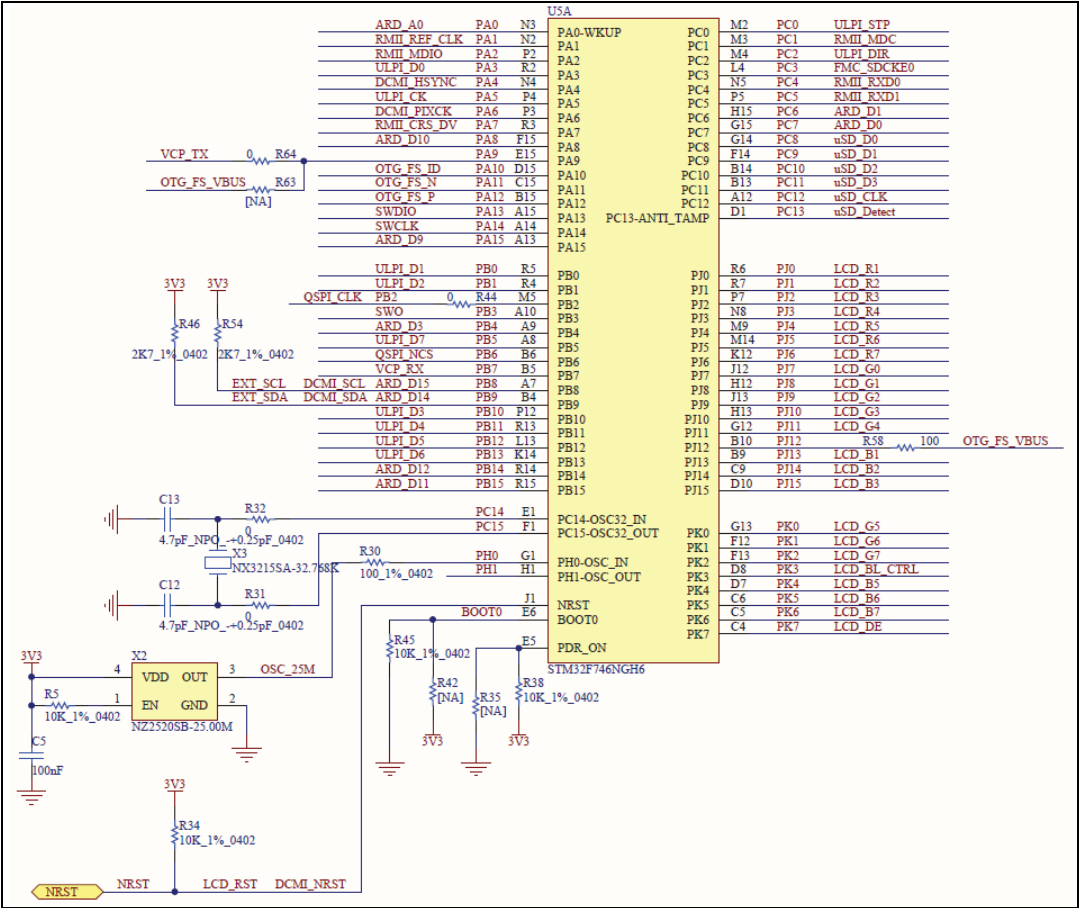 U5A
ARD_A0 PA0 N3 PA0-WKUP PC0 M2 PC0 ULPI_STP
RMII_REF_CLK PA1 N2 PA1 PC1 M3 PC1 RMII_MDC
RMII_MDIO PA2 P2 PA2 PC2 M4 PC2 ULPI_DIR
ULPI_D0 PA3 R2 PA3 PC3 L4 PC3 FMC_SDCKE0
DCMI_HSYNC PA4 N4 PA4 PC4 N5 PC4 RMII_RXD0
ULPI_CK PA5 P4 PA5 PC5 P5 PC5 RMII_RXD1
DCMI_PIXCK PA6 P3 PA6 PC6 H15 PC6 ARD_D1
RMII_CRS_DV PA7 R3 PA7 PC7 G15 PC7 ARD_D0
ARD_D10 PA8 F15 PA8 PC8 G14 PC8 uSD_D0
VCP_TX 0 R64 PA9 E15 PA9 PC9 F14 PC9 uSD_D1
OTG_FS_ID PA10 D15 PA10 PC10 B14 PC10 uSD_D2
OTG_FS_VBUS R63 OTG_FS_N PA11 C15 PA11 PC11 B13 PC11 uSD_D3
[NA] OTG_FS_P PA12 B15 PA12 PC12 A12 PC12 uSD_CLK
SWDIO PA13 A15 PA13 PC13-ANTI_TAMP D1 PC13 uSD_Detect
SWCLK PA14 A14 PA14
ARD_D9 PA15 A13 PA15
ULPI_D1 PB0 R5 PB0 PJ0 R6 PJ0 LCD_R1
3V3 3V3 ULPI_D2 PB1 R4 PB1 PJ1 R7 PJ1 LCD_R2
QSPI_CLK PB2 0 R44 M5 PB2 PJ2 P7 PJ2 LCD_R3
SWO PB3 A10 PB3 PJ3 N8 PJ3 LCD_R4
R46 R54 ARD_D3 PB4 A9 PB4 PJ4 M9 PJ4 LCD_R5
ULPI_D7 PB5 A8 PB5 PJ5 M14 PJ5 LCD_R6
2K7_1%_0402 2K7_1%_0402 QSPI_NCS PB6 B6 PB6 PJ6 K12 PJ6 LCD_R7
VCP_RX PB7 B5 PB7 PJ7 J12 PJ7 LCD_G0
EXT_SCL DCMI_SCL ARD_D15 PB8 A7 PB8 PJ8 H12 PJ8 LCD_G1
EXT_SDA DCMI_SDA ARD_D14 PB9 B4 PB9 PJ9 J13 PJ9 LCD_G2
ULPI_D3 PB10 P12 PB10 PJ10 H13 PJ10 LCD_G3
ULPI_D4 PB11 R13 PB11 PJ11 G12 PJ11 LCD_G4
ULPI_D5 PB12 L13 PB12 PJ12 B10 PJ12 R58 100 OTG_FS_VBUS
ULPI_D6 PB13 K14 PB13 PJ13 B9 PJ13 LCD_B1
ARD_D12 PB14 R14 PB14 PJ14 C9 PJ14 LCD_B2
ARD_D11 PB15 R15 PB15 PJ15 D10 PJ15 LCD_B3
C13 R32 PC14 E1 PC14-OSC32_IN
0 PC15 F1 PC15-OSC32_OUT PK0 G13 PK0 LCD_G5
4.7pF_NPO_-+0.25pF_0402 PK1 F12 PK1 LCD_G6
X3 R30 PH0 G1 PH0-OSC_IN PK2 F13 PK2 LCD_G7
NX3215SA-32.768K 100_1%_0402 PH1 H1 PH1-OSC_OUT PK3 D8 PK3 LCD_BL_CTRL
C12 R31 PK4 D7 PK4 LCD_B5
0 J1 NRST PK5 C6 PK5 LCD_B6
4.7pF_NPO_-+0.25pF_0402 BOOT0 E6 BOOT0 PK6 C5 PK6 LCD_B7
PK7 C4 PK7 LCD_DE
R45 E5 PDR_ON
10K_1%_0402
STM32F746NGH6
3V3 X2
4 VDD OUT 3 OSC_25M
R42 R35 R38
[NA] [NA] 10K_1%_0402
R5 1 EN GND 2
10K_1%_0402
NZ2520SB-25.00M
3V3 3V3
C5
100nF
3V3
R34
10K_1%_0402
NRST NRST LCD_RST DCMI_NRST